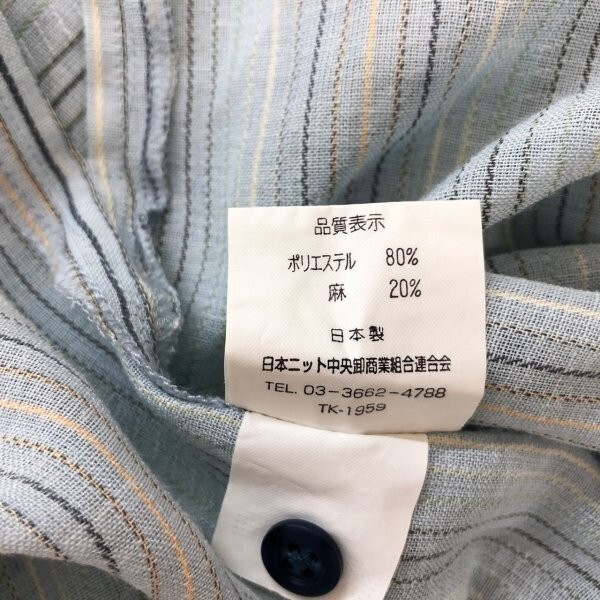 品質表示
ポリエステル 80%
麻 20%
日本製
日本ニット中央卸商業組合連合会
TEL. 03-3662-4788
TK-1959